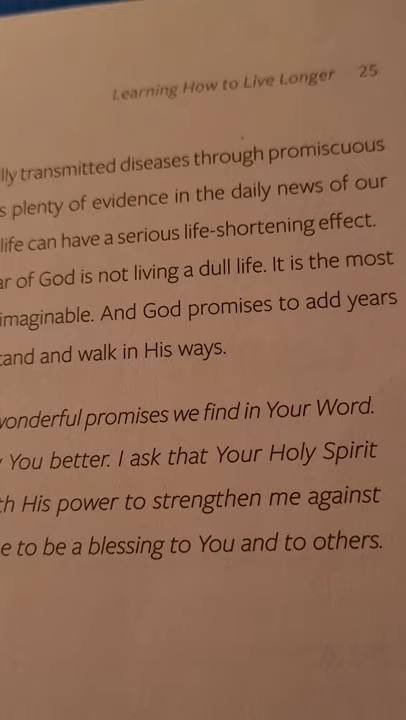 Learning How to Live Longer 25
lly transmitted diseases through promiscuous
s plenty of evidence in the daily news of our
life can have a serious life-shortening effect.
ar of God is not living a dull life. It is the most
imaginable. And God promises to add years
tand and walk in His ways.
wonderful promises we find in Your Word.
You better. I ask that Your Holy Spirit
th His power to strengthen me against
e to be a blessing to You and to others.